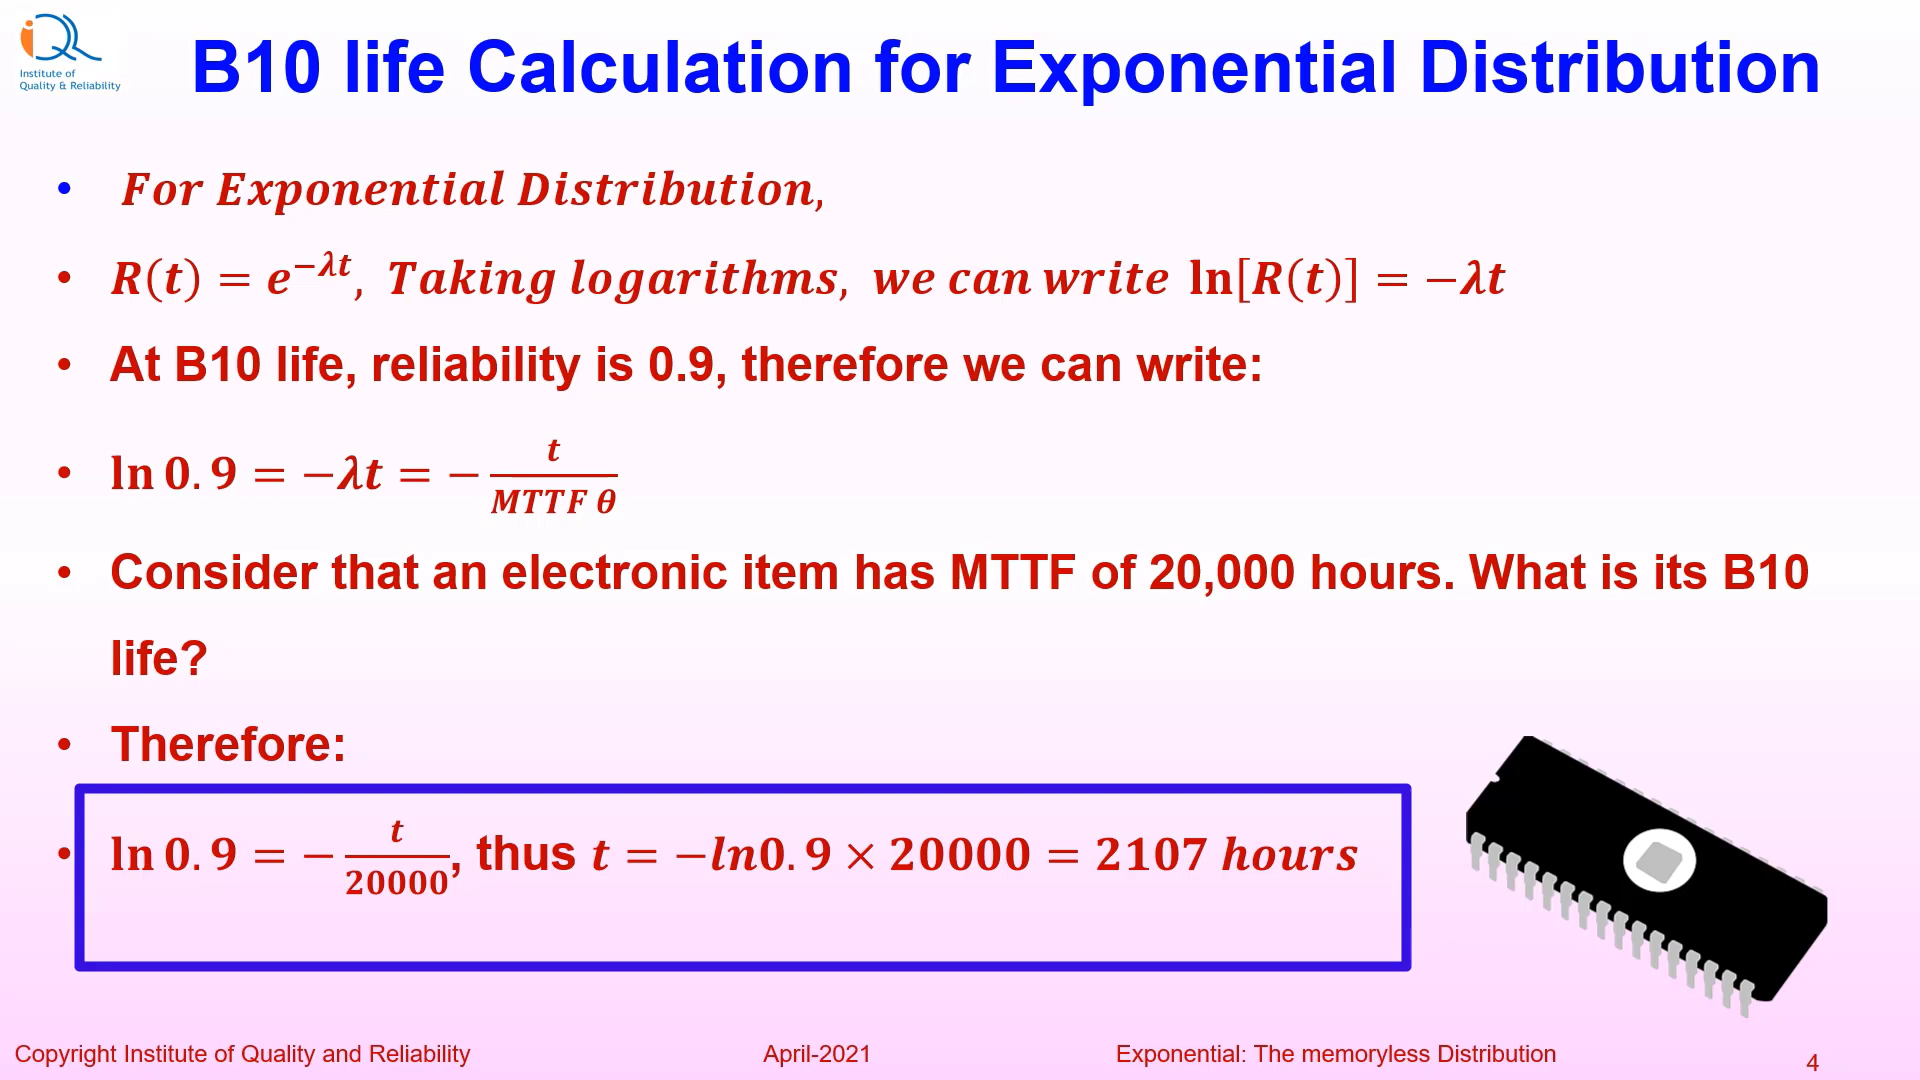 iQ
Institute of
Quality & Reliability
B10 life Calculation for Exponential Distribution
• For Exponential Distribution,
• R(t) = e^{−λt}, Taking logarithms, we can write ln[R(t)] = −λt
• At B10 life, reliability is 0.9, therefore we can write:
• ln 0.9 = −λt = − t / MTTF θ
• Consider that an electronic item has MTTF of 20,000 hours. What is its B10
life?
• Therefore:
• ln 0.9 = − t / 20000, thus t = −ln0.9 × 20000 = 2107 hours
Copyright Institute of Quality and Reliability
April-2021
Exponential: The memoryless Distribution
4